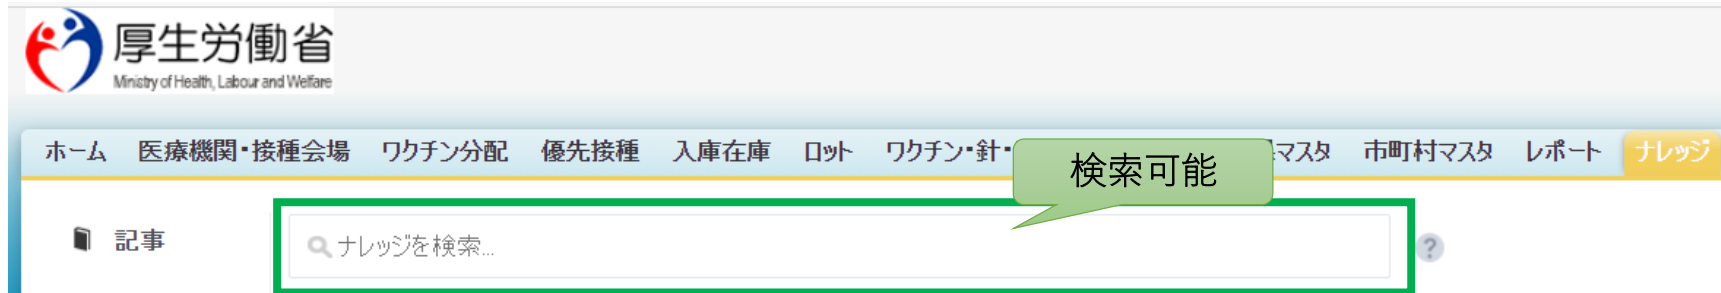 厚生労働省
Ministry of Health, Labour and Welfare
ホーム 医療機関・接種会場 ワクチン分配 優先接種 入庫在庫 ロット ワクチン・針・ マスタ 市町村マスタ レポート ナレッジ
検索可能
記事
ナレッジを検索...
?